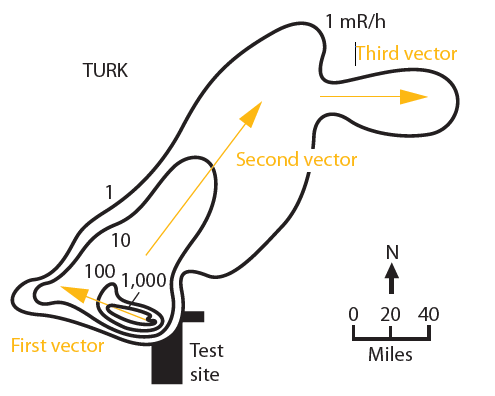 1 mR/h
Third vector
TURK
Second vector
1
10
100
1,000
N
0 20 40
Miles
First vector
Test
site